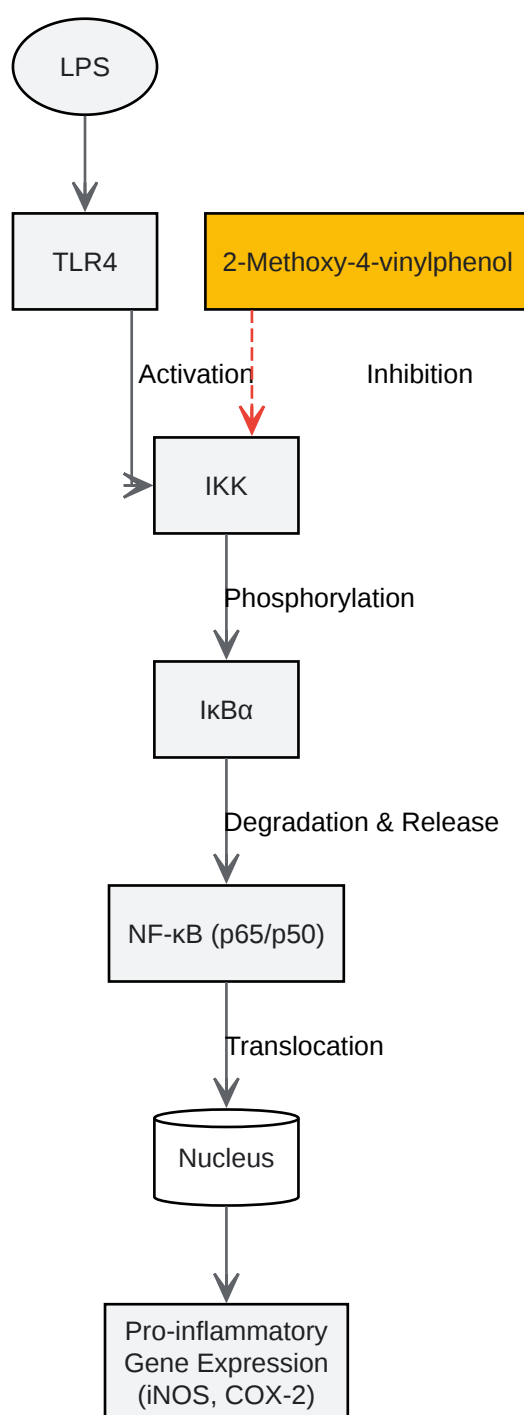 LPS
TLR4
2-Methoxy-4-vinylphenol
Activation
Inhibition
IKK
Phosphorylation
IκBα
Degradation & Release
NF-κB (p65/p50)
Translocation
Nucleus
Pro-inflammatory
Gene Expression
(iNOS, COX-2)